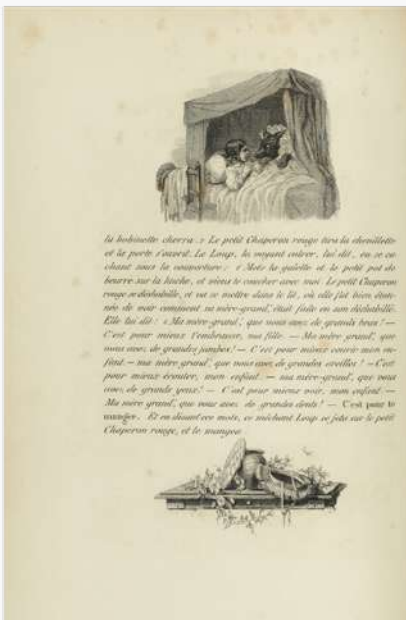 la bobinette cherra. » Le petit Chaperon rouge tira la chevillette
et la porte s'ouvrit. Le Loup, la voyant entrer, lui dit, en se ca
chant sous la couverture : « Mets la galette et le petit pot de
beurre sur la huche, et viens te coucher avec moi. Le petit Chaperon
rouge se déshabille, et va se mettre dans le lit, où elle fut bien éton-
née de voir comment sa mère-grand', était faite en son déshabillé.
Elle lui dit : « Ma mère-grand', que vous avez de grands bras ! —
C'est pour mieux t'embrasser, ma fille. — Ma mère grand', que
vous avez de grandes jambes ! — C'est pour mieux courir mon en-
fant. — ma mère-grand', que vous avez de grandes oreilles ! — C'est
pour mieux écouter, mon enfant. — ma mère-grand', que vous
avez de grands yeux ! — C'est pour mieux voir, mon enfant. —
Ma mère grand', que vous avez de grandes dents ! — C'est pour te
manger. Et en disant ces mots, ce méchant Loup se jeta sur le petit
Chaperon rouge, et la mangea.